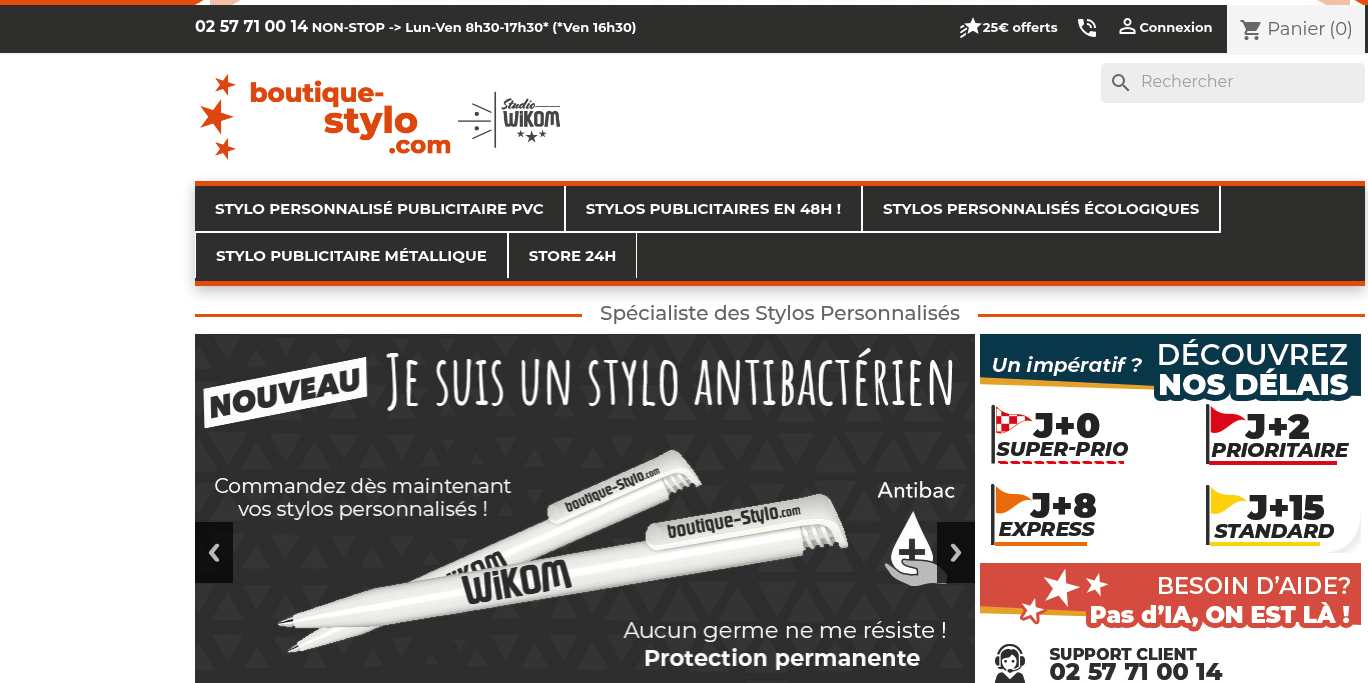 02 57 71 00 14 NON-STOP -> Lun-Ven 8h30-17h30* (*Ven 16h30)
25€ offerts
Connexion
Panier (0)
Rechercher
boutique-
stylo
.com
Studio
WiKOM
STYLO PERSONNALISÉ PUBLICITAIRE PVC
STYLOS PUBLICITAIRES EN 48H !
STYLOS PERSONNALISÉS ÉCOLOGIQUES
STYLO PUBLICITAIRE MÉTALLIQUE
STORE 24H
Spécialiste des Stylos Personnalisés
NOUVEAU
JE SUIS UN STYLO ANTIBACTÉRIEN
Commandez dès maintenant
vos stylos personnalisés !
boutique-Stylo.com
boutique-Stylo.com
WiKOM
WiKOM
Antibac
Aucun germe ne me résiste !
Protection permanente
Un impératif ?
DÉCOUVREZ
NOS DÉLAIS
J+0
SUPER-PRIO
J+2
PRIORITAIRE
J+8
EXPRESS
J+15
STANDARD
BESOIN D'AIDE?
Pas d'IA, ON EST LÀ !
SUPPORT CLIENT
02 57 71 00 14